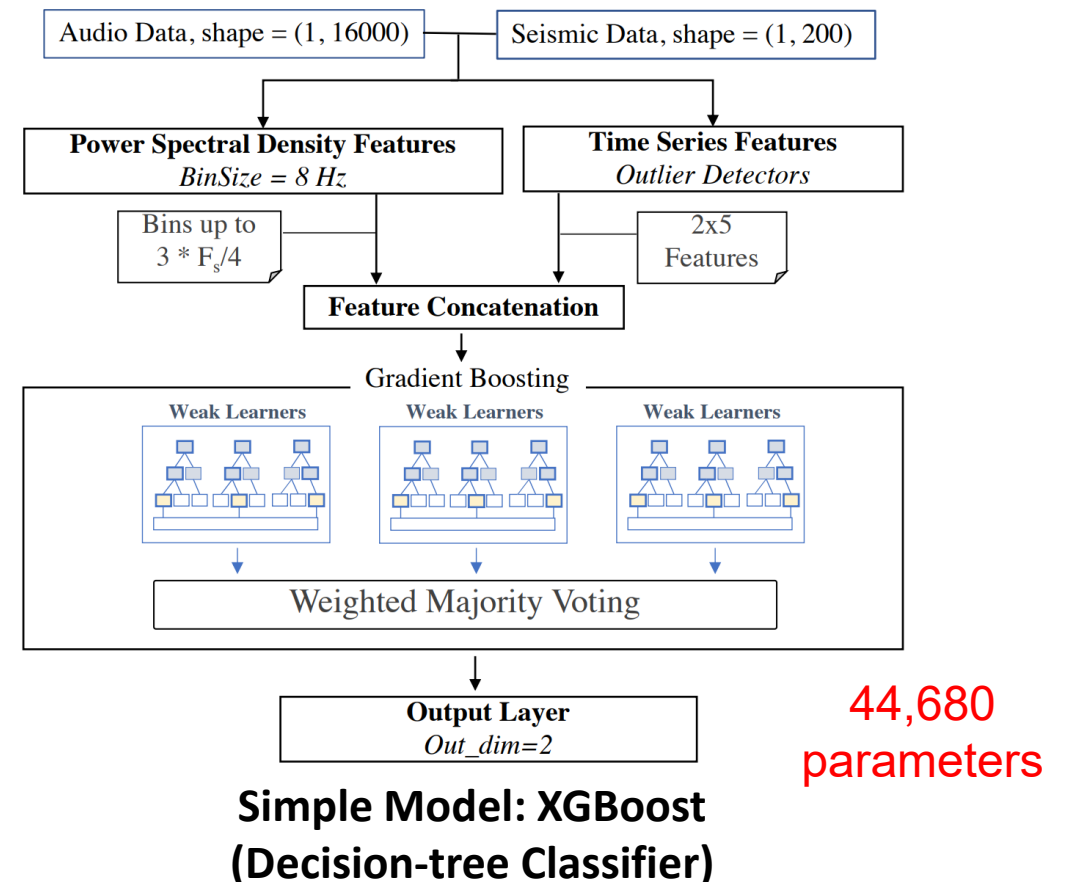 Audio Data, shape = (1, 16000)
Seismic Data, shape = (1, 200)
Power Spectral Density Features
BinSize = 8 Hz
Time Series Features
Outlier Detectors
Bins up to
3 * Fₛ/4
2x5
Features
Feature Concatenation
Gradient Boosting
Weak Learners
Weak Learners
Weak Learners
Weighted Majority Voting
Output Layer
Out_dim=2
44,680
parameters
Simple Model: XGBoost
(Decision-tree Classifier)